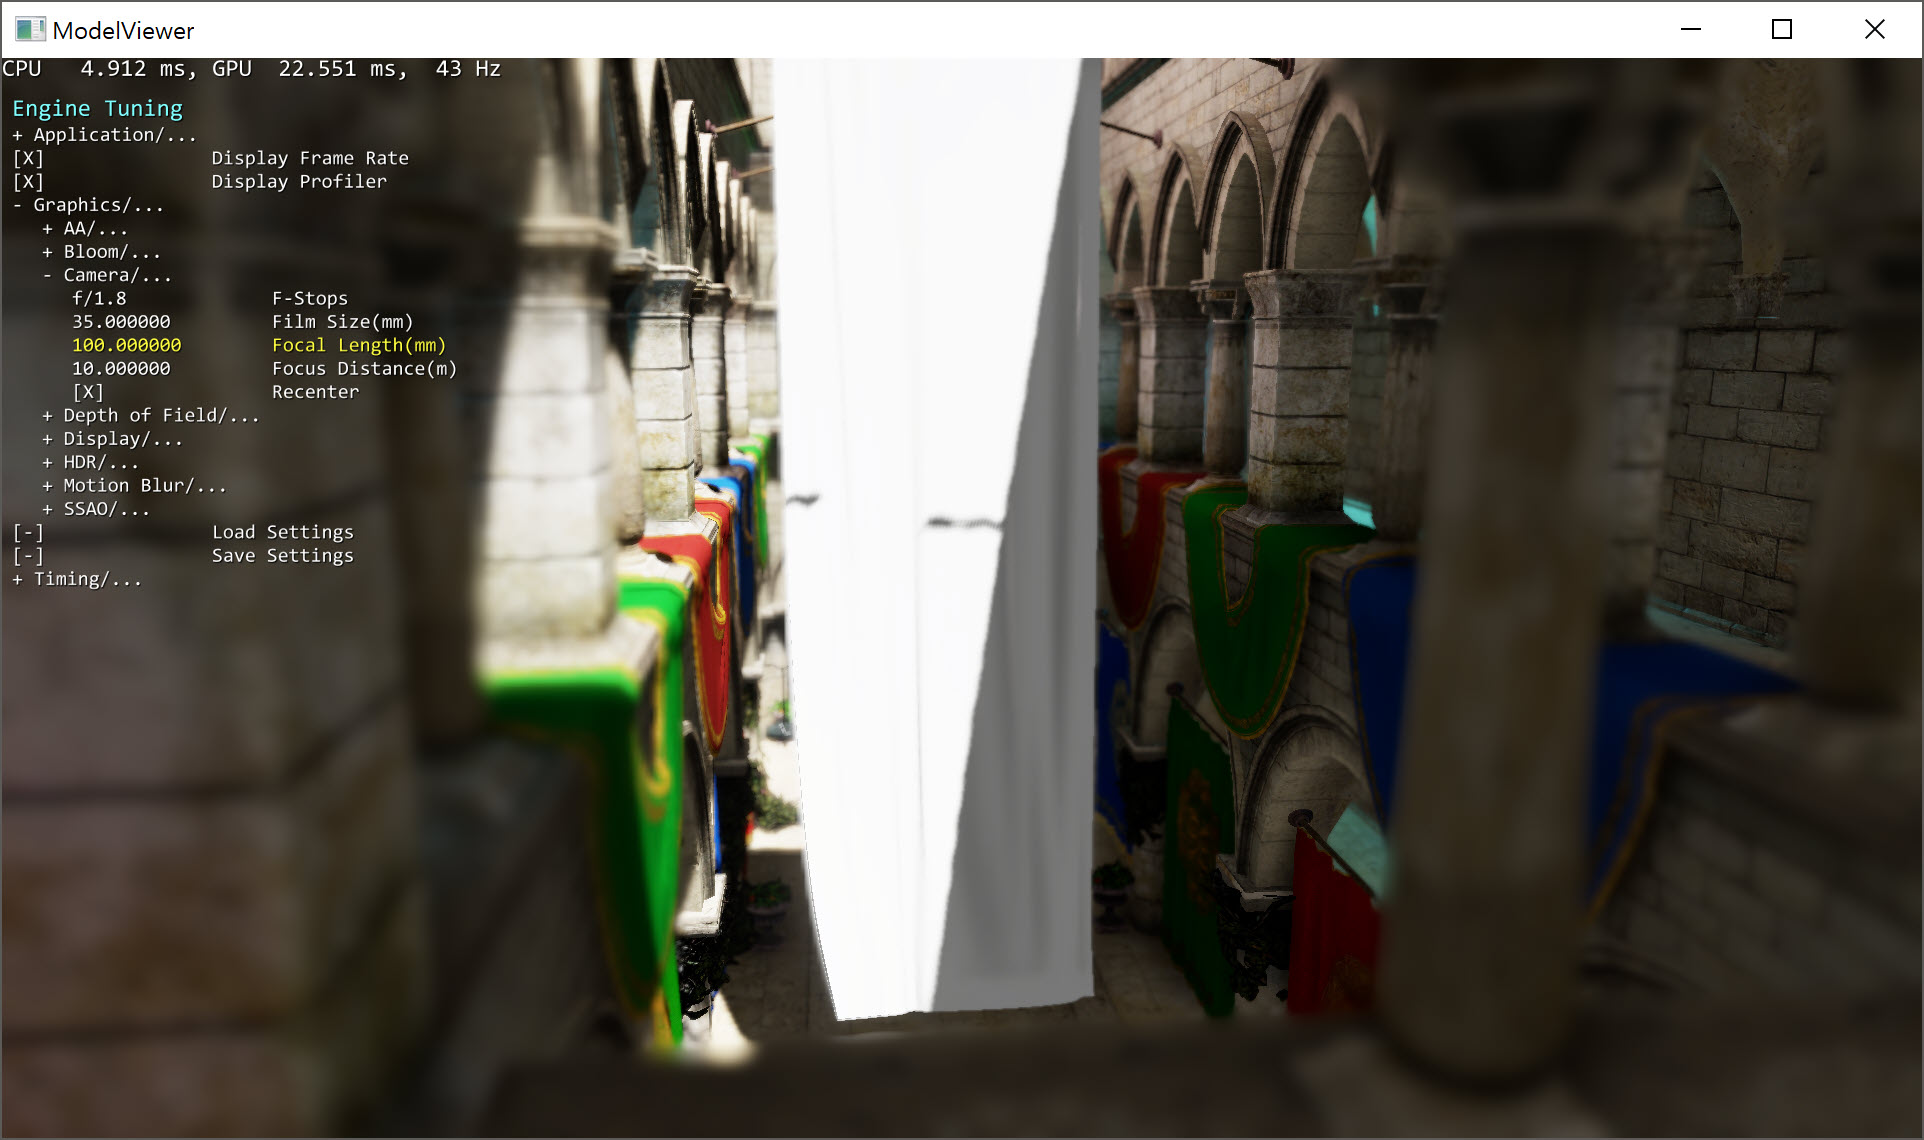 ModelViewer
CPU 4.912 ms, GPU 22.551 ms, 43 Hz
Engine Tuning
+ Application/...
[X] Display Frame Rate
[X] Display Profiler
- Graphics/...
+ AA/...
+ Bloom/...
- Camera/...
f/1.8 F-Stops
35.000000 Film Size(mm)
100.000000 Focal Length(mm)
10.000000 Focus Distance(m)
[X] Recenter
+ Depth of Field/...
+ Display/...
+ HDR/...
+ Motion Blur/...
+ SSAO/...
[-] Load Settings
[-] Save Settings
+ Timing/...